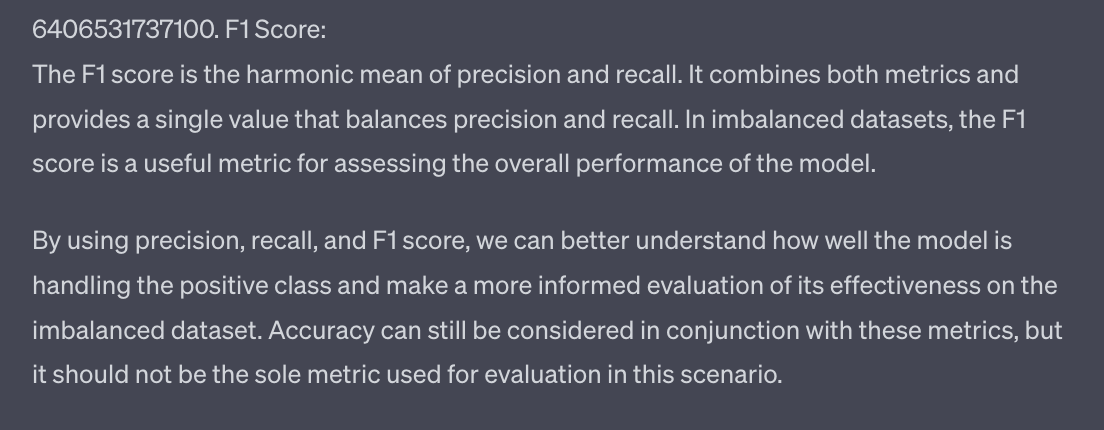 6406531737100. F1 Score:
The F1 score is the harmonic mean of precision and recall. It combines both metrics and
provides a single value that balances precision and recall. In imbalanced datasets, the F1
score is a useful metric for assessing the overall performance of the model.
By using precision, recall, and F1 score, we can better understand how well the model is
handling the positive class and make a more informed evaluation of its effectiveness on the
imbalanced dataset. Accuracy can still be considered in conjunction with these metrics, but
it should not be the sole metric used for evaluation in this scenario.